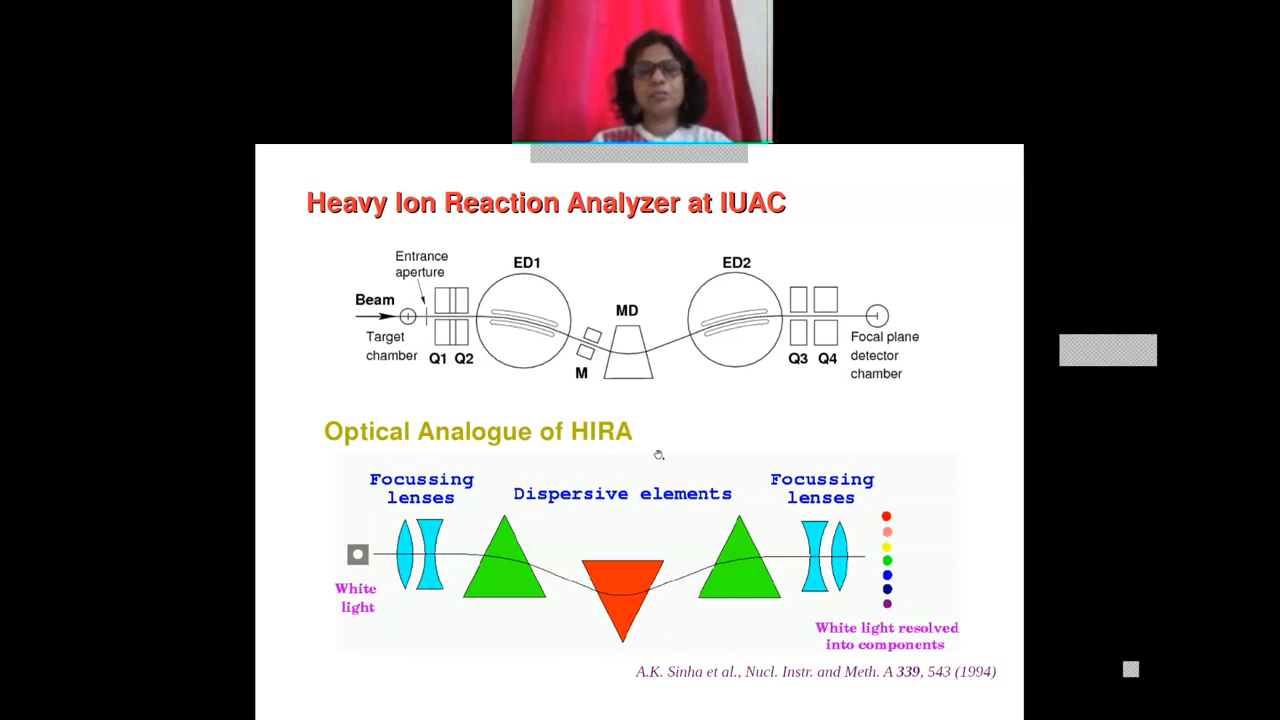 Heavy Ion Reaction Analyzer at IUAC
Entrance
aperture
ED1
ED2
Beam
MD
Target
chamber
Q1
Q2
M
Q3
Q4
Focal plane
detector
chamber
Optical Analogue of HIRA
Focussing
lenses
Dispersive elements
Focussing
lenses
White
light
White light resolved
into components
A.K. Sinha et al., Nucl. Instr. and Meth. A 339, 543 (1994)